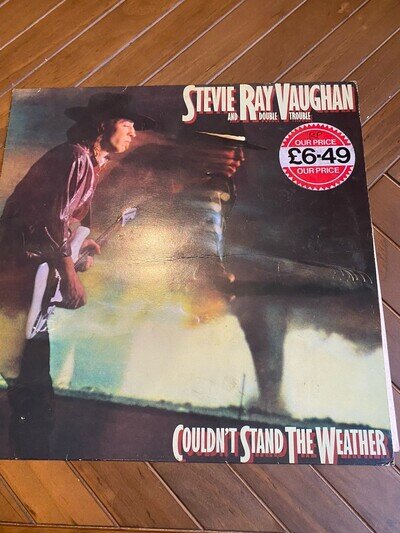 STEVIE RAY VAUGHAN
AND DOUBLE TROUBLE
OUR PRICE
£6-49
OUR PRICE
COULDN'T STAND THE WEATHER